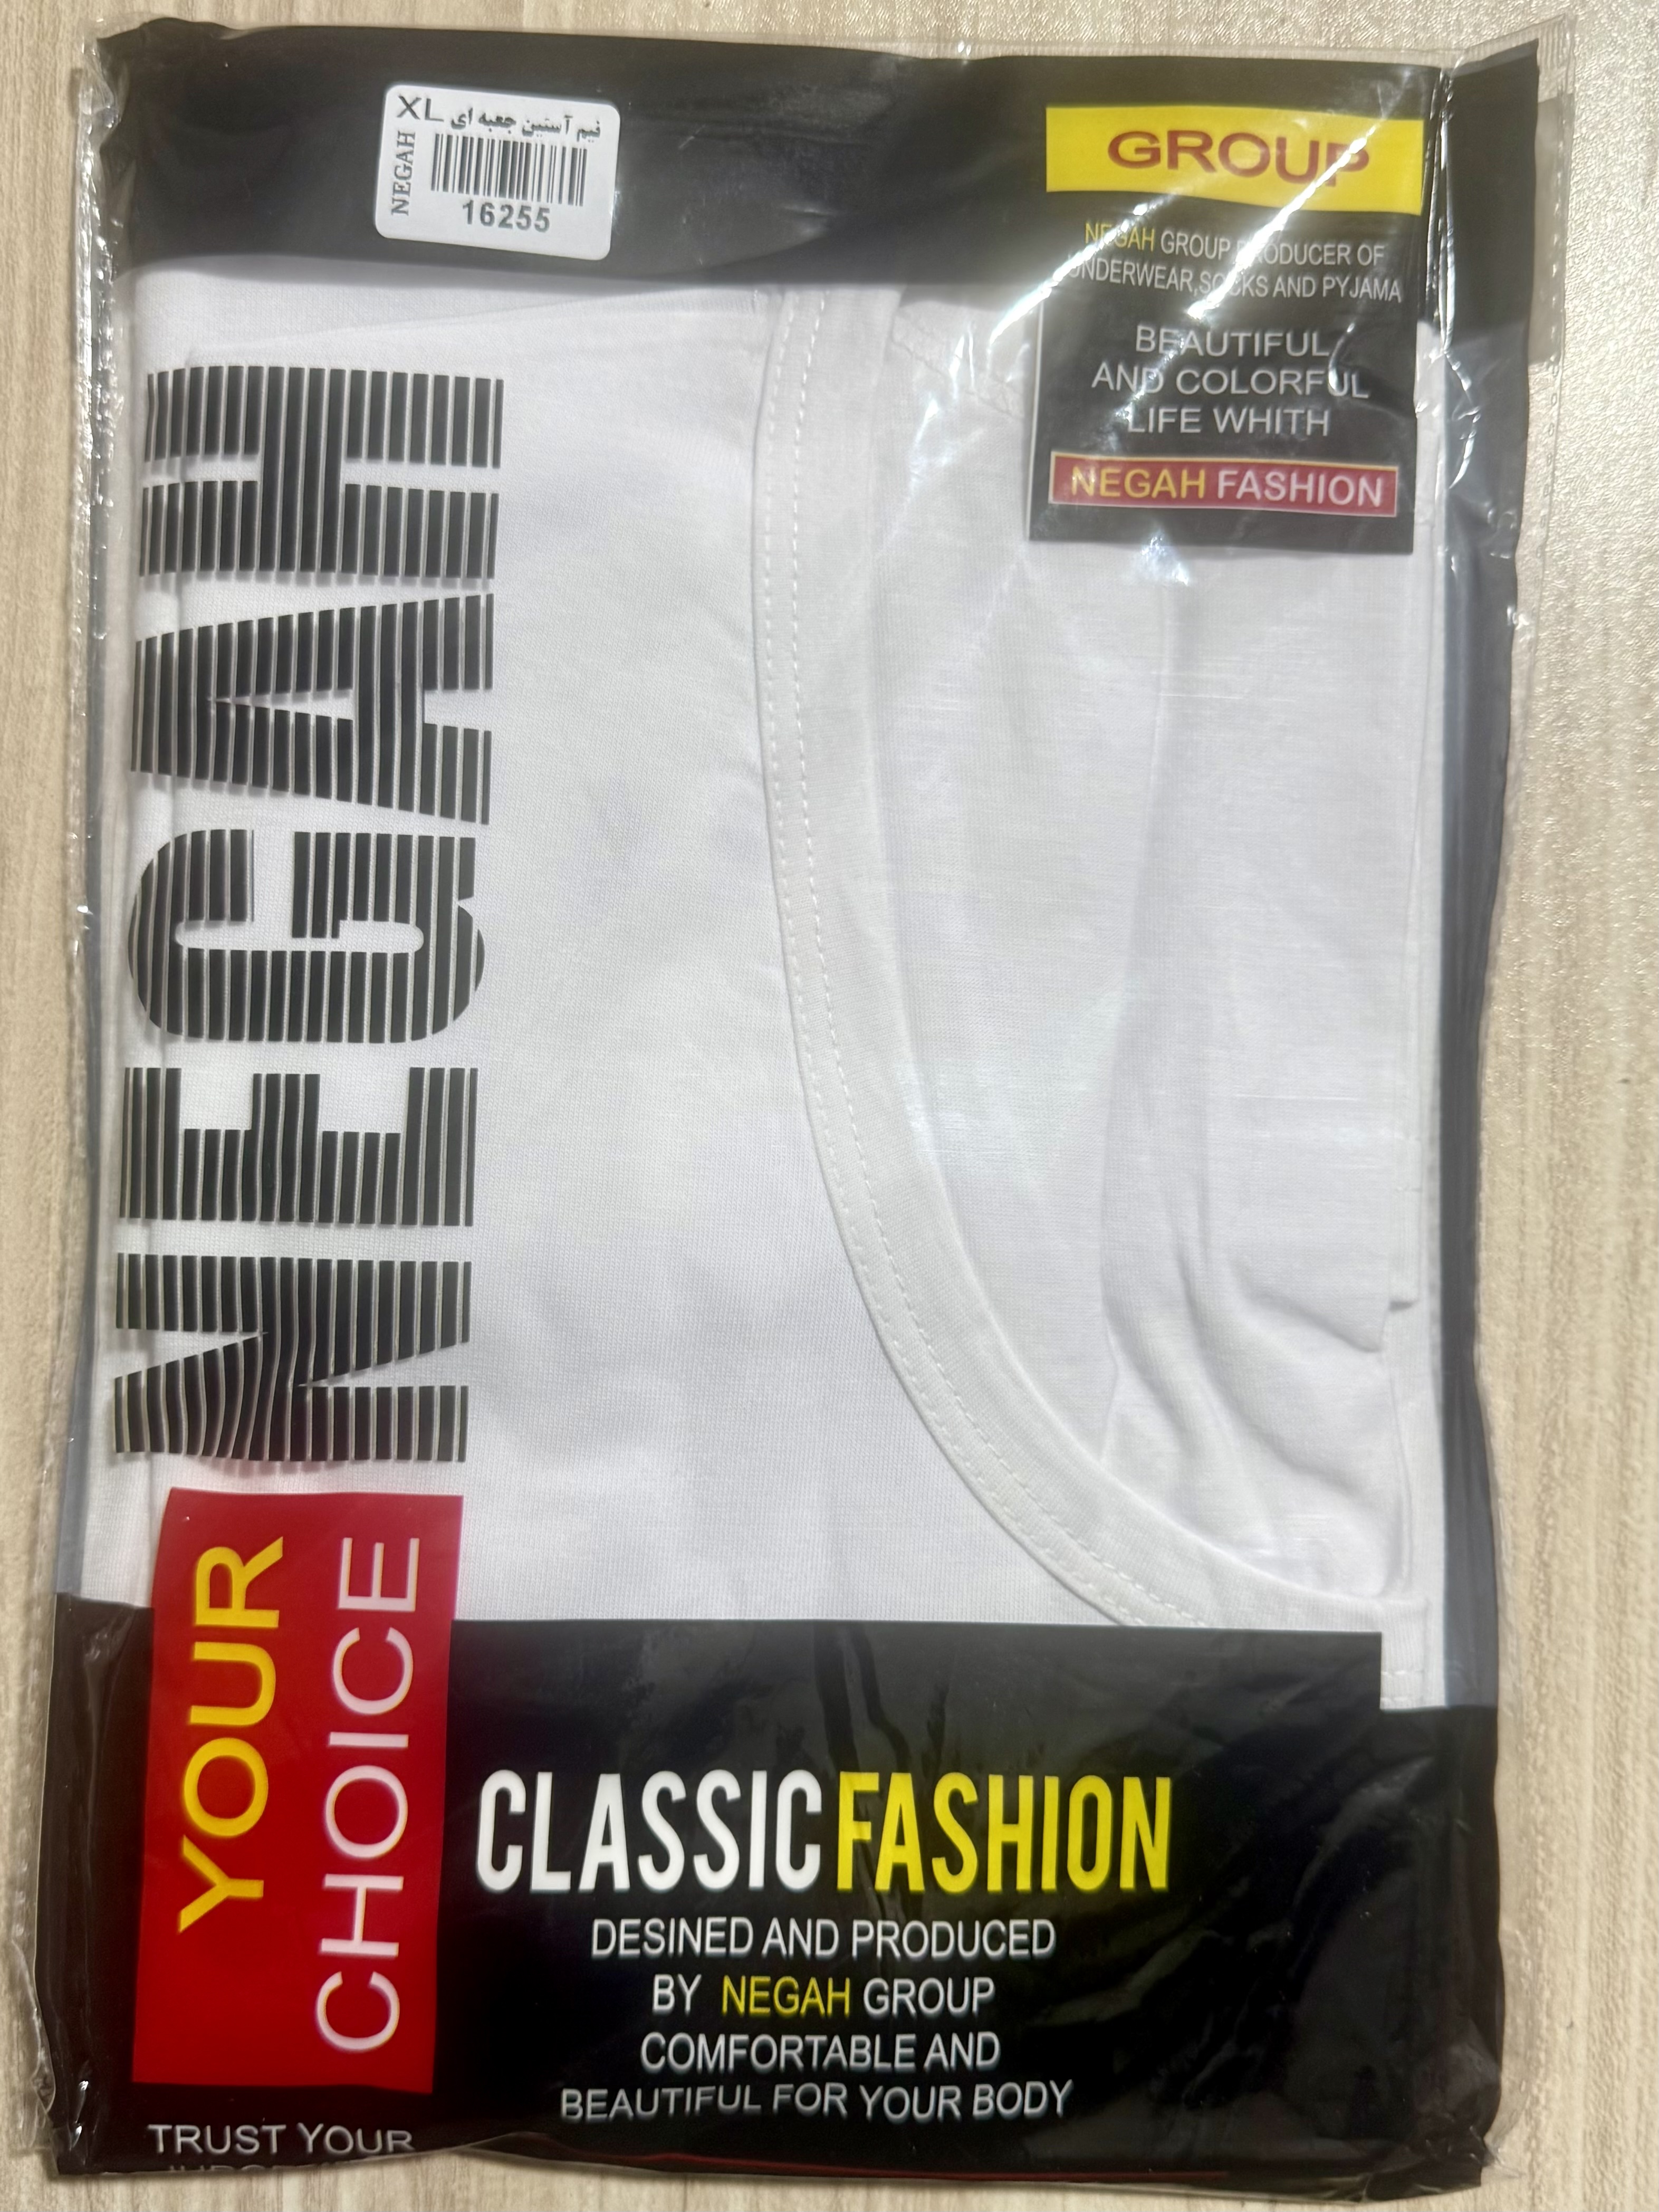 XL نیم آستین جعبه ای
NEGAH
16255
GROUP
NEGAH GROUP PRODUCER OF
UNDERWEAR,SOCKS AND PYJAMA
BEAUTIFUL
AND COLORFUL
LIFE WHITH
NEGAH FASHION
NEGAH
YOUR
CHOICE
CLASSIC FASHION
DESINED AND PRODUCED
BY NEGAH GROUP
COMFORTABLE AND
BEAUTIFUL FOR YOUR BODY
TRUST YOUR